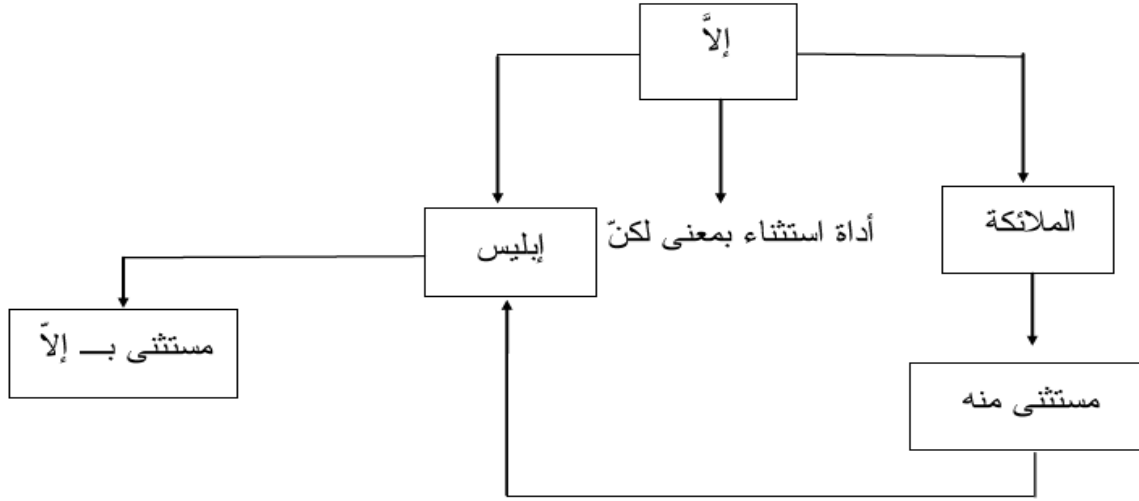 إلاَّ
الملائكة
أداة استثناء بمعنى لكنّ
إبليس
مستثنى بـــ إلاّ
مستثنى منه